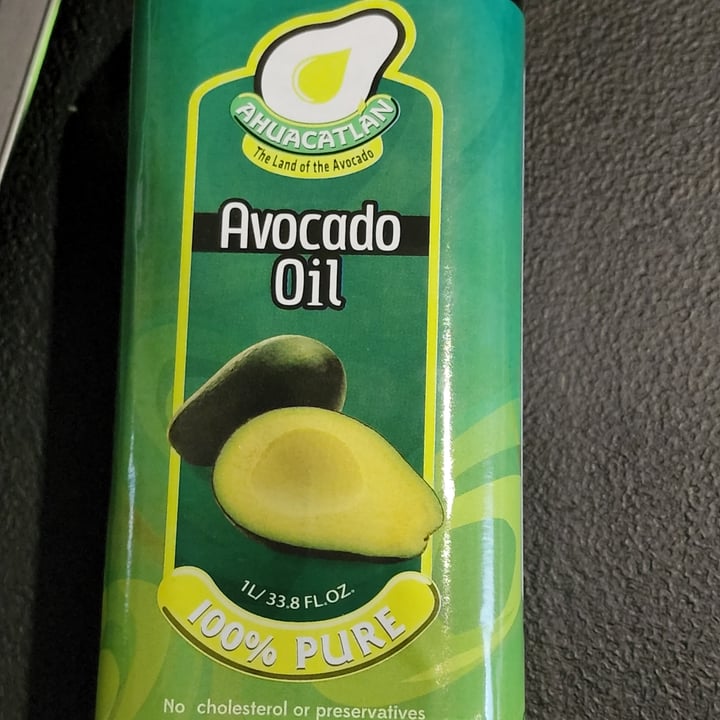 AHUACATLAN
The Land of the Avocado
Avocado
Oil
1L/ 33.8 FL.OZ.
100% PURE
No cholesterol or preservatives